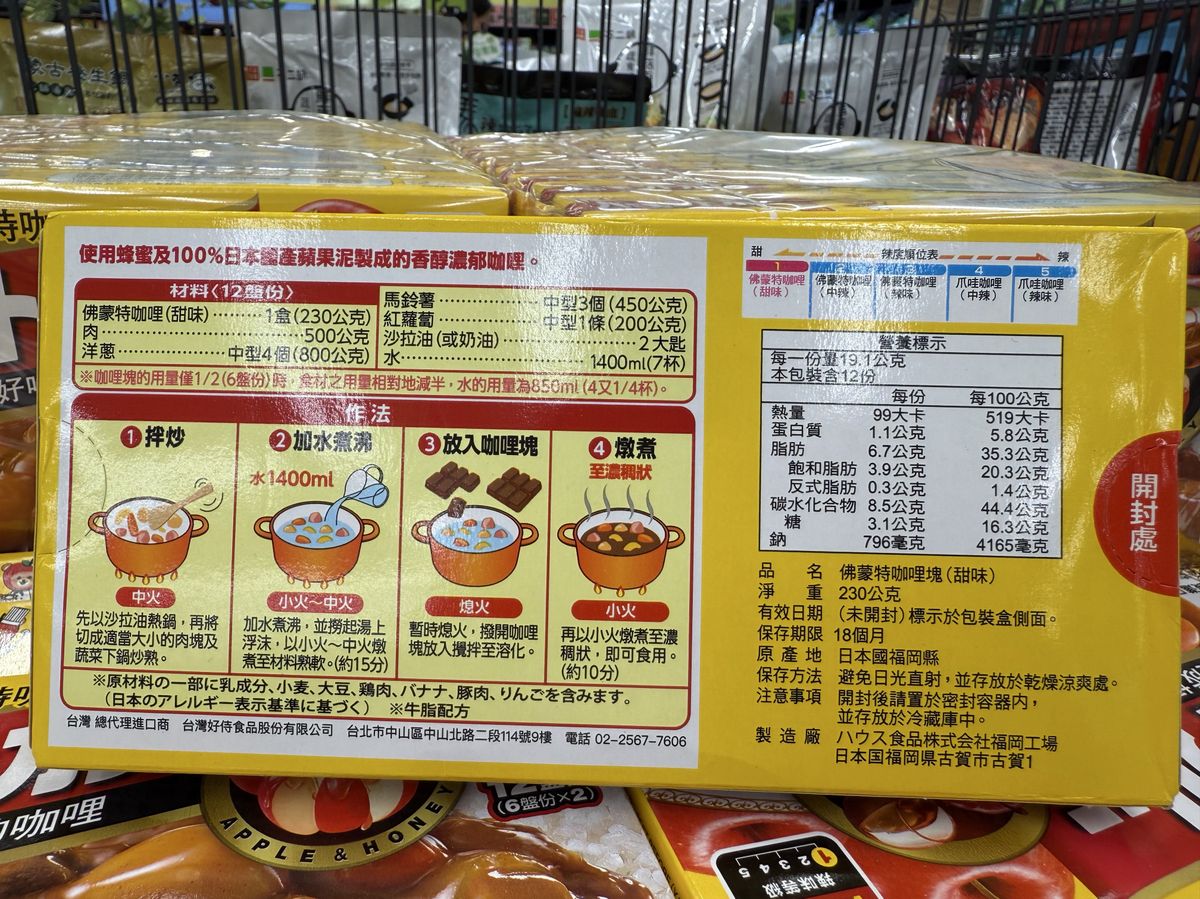 使用蜂蜜及100%日本國產蘋果泥製成的香醇濃郁咖哩。
材料〈12盤份〉
佛蒙特咖哩(甜味)⋯⋯1盒(230公克)
肉⋯⋯500公克
洋蔥⋯⋯中型4個(800公克)
馬鈴薯⋯⋯中型3個(450公克)
紅蘿蔔⋯⋯中型1條(200公克)
沙拉油(或奶油)⋯⋯2大匙
水⋯⋯1400ml(7杯)
※咖哩塊的用量僅1/2(6盤份)時,食材之用量相對地減半,水的用量為850ml(4又1/4杯)。
作法
1 拌炒
中火
先以沙拉油熱鍋,再將
切成適當大小的肉塊及
蔬菜下鍋炒熟。
2 加水煮沸
水1400ml
小火~中火
加水煮沸,並撈起湯上
浮沫,以小火~中火燉
煮至材料熟軟。(約15分)
3 放入咖哩塊
熄火
暫時熄火,撥開咖哩
塊放入攪拌至溶化。
4 燉煮
至濃稠狀
小火
再以小火燉煮至濃
稠狀,即可食用。
(約10分)
※原材料の一部に乳成分、小麦、大豆、鶏肉、バナナ、豚肉、りんごを含みます。
(日本のアレルギー表示基準に基づく) ※牛脂配方
台灣 總代理進口商 台灣好侍食品股份有限公司 台北市中山區中山北路二段114號9樓 電話 02-2567-7606
甜 辣度順位表 辣
1 佛蒙特咖哩
(甜味)
2 佛蒙特咖哩
(中辣)
3 佛蒙特咖哩
(辣味)
4 爪哇咖哩
(中辣)
5 爪哇咖哩
(辣味)
營養標示
每一份量19.1公克
本包裝含12份
每份 每100公克
熱量 99大卡 519大卡
蛋白質 1.1公克 5.8公克
脂肪 6.7公克 35.3公克
飽和脂肪 3.9公克 20.3公克
反式脂肪 0.3公克 1.4公克
碳水化合物 8.5公克 44.4公克
糖 3.1公克 16.3公克
鈉 796毫克 4165毫克
品名 佛蒙特咖哩塊(甜味)
淨重 230公克
有效日期 (未開封)標示於包裝盒側面。
保存期限 18個月
原產地 日本國福岡縣
保存方法 避免日光直射,並存放於乾燥涼爽處。
注意事項 開封後請置於密封容器內,
並存放於冷藏庫中。
製造廠 ハウス食品株式会社福岡工場
日本国福岡県古賀市古賀1
開封處
咖哩
APPLE & HONEY
(6盤份×2)
辣味等級
1 2 3 4 5